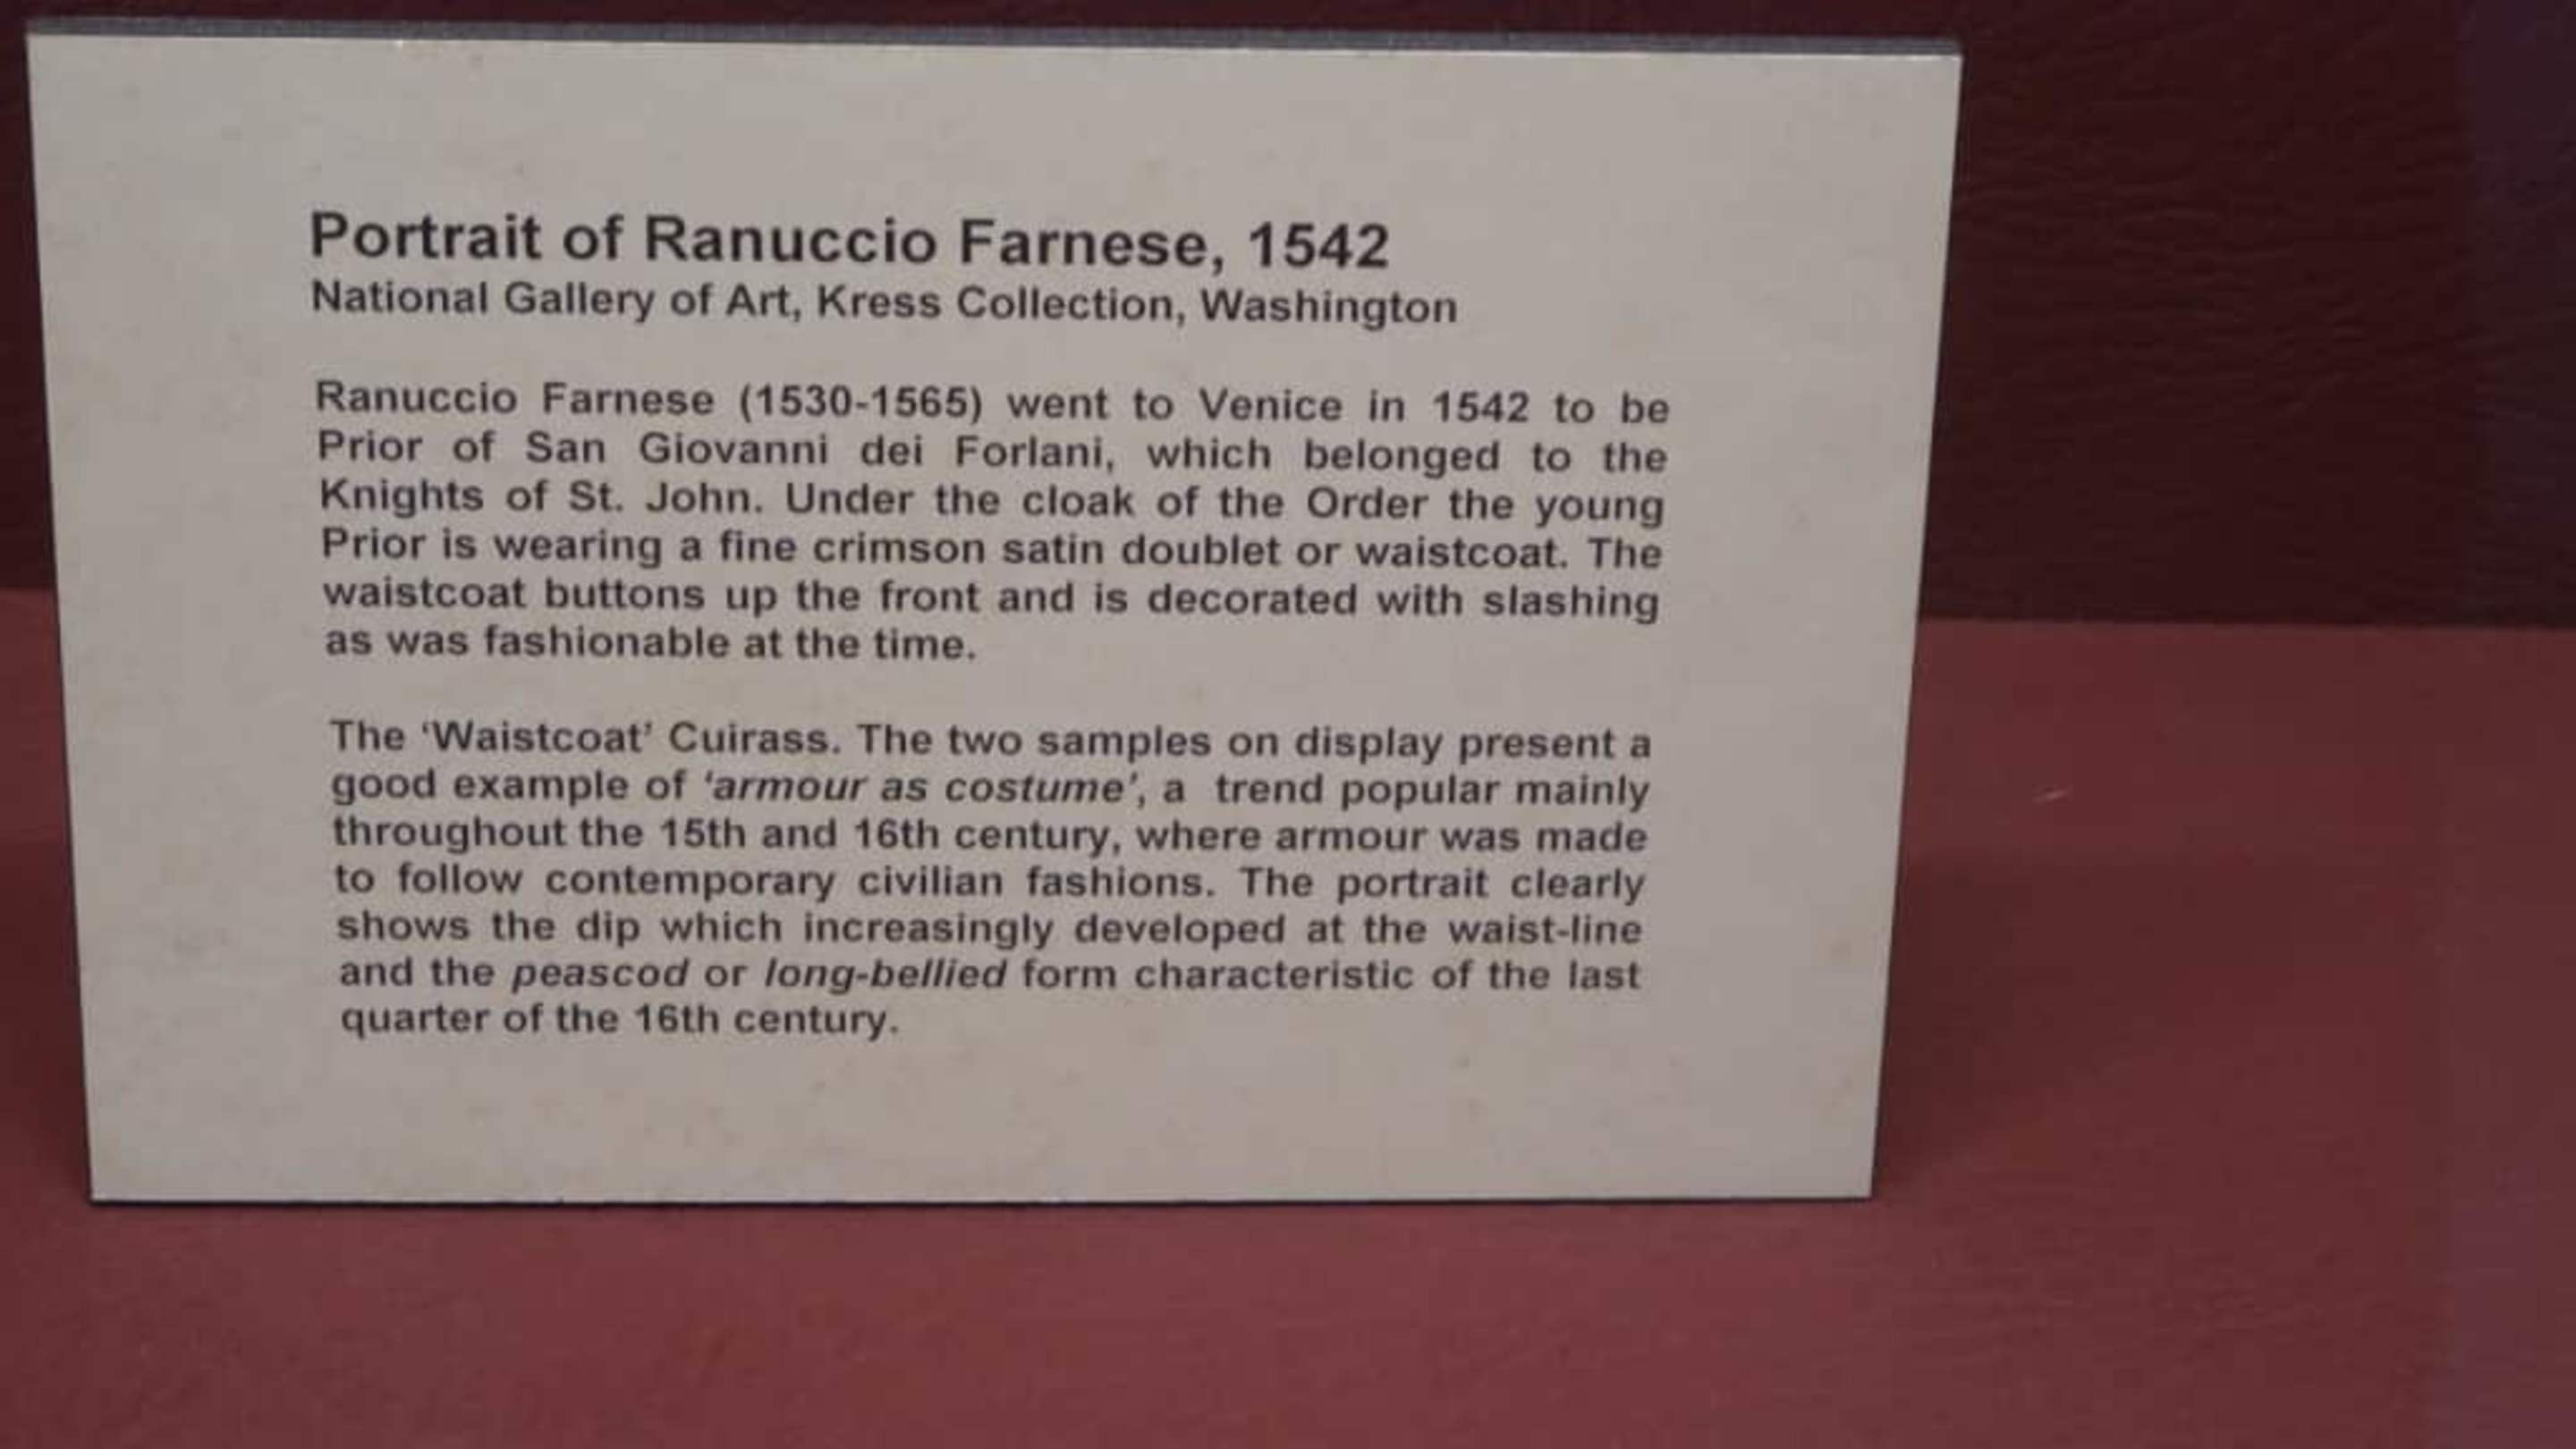 Portrait of Ranuccio Farnese, 1542
National Gallery of Art, Kress Collection, Washington
Ranuccio Farnese (1530-1565) went to Venice in 1542 to be
Prior of San Giovanni dei Forlani, which belonged to the
Knights of St. John. Under the cloak of the Order the young
Prior is wearing a fine crimson satin doublet or waistcoat. The
waistcoat buttons up the front and is decorated with slashing
as was fashionable at the time.
The ‘Waistcoat’ Cuirass. The two samples on display present a
good example of ‘armour as costume’, a trend popular mainly
throughout the 15th and 16th century, where armour was made
to follow contemporary civilian fashions. The portrait clearly
shows the dip which increasingly developed at the waist-line
and the peascod or long-bellied form characteristic of the last
quarter of the 16th century.